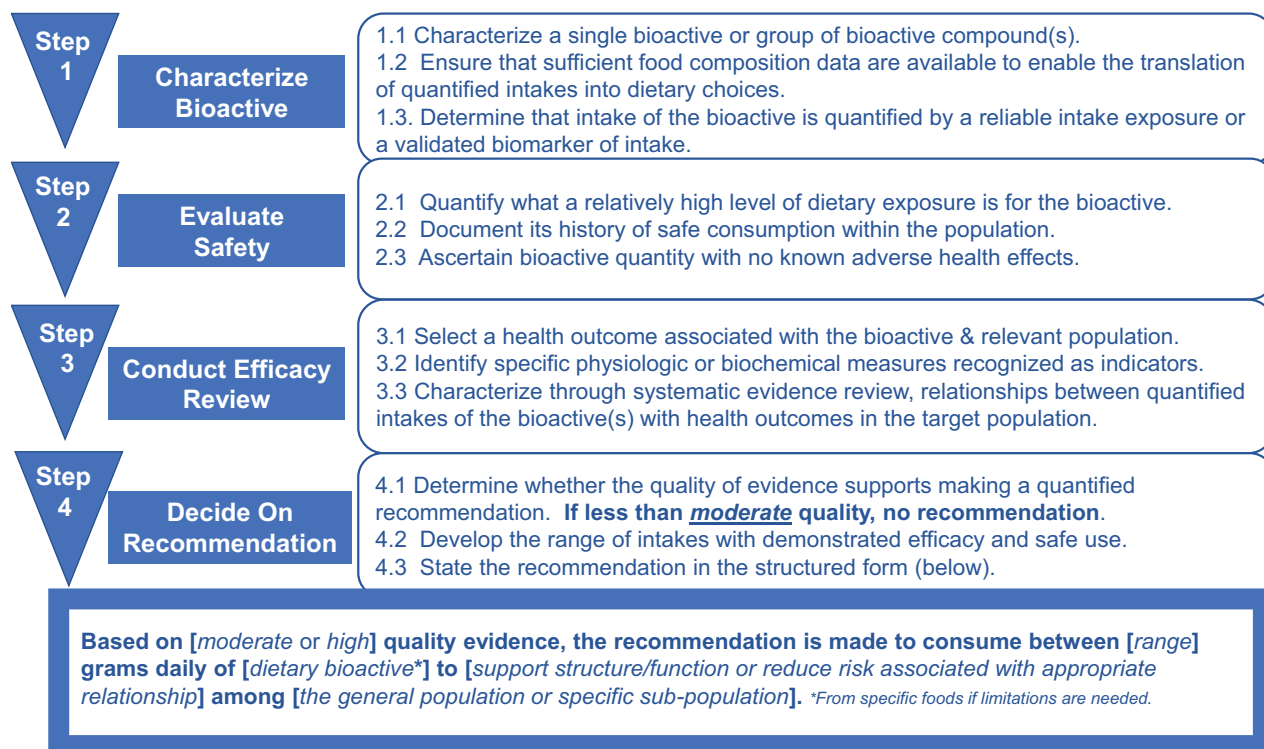 Step
1
Characterize
Bioactive
1.1 Characterize a single bioactive or group of bioactive compound(s).
1.2  Ensure that sufficient food composition data are available to enable the translation
of quantified intakes into dietary choices.
1.3. Determine that intake of the bioactive is quantified by a reliable intake exposure or
a validated biomarker of intake.
Step
2
Evaluate
Safety
2.1  Quantify what a relatively high level of dietary exposure is for the bioactive.
2.2  Document its history of safe consumption within the population.
2.3  Ascertain bioactive quantity with no known adverse health effects.
Step
3
Conduct Efficacy
Review
3.1 Select a health outcome associated with the bioactive & relevant population.
3.2 Identify specific physiologic or biochemical measures recognized as indicators.
3.3 Characterize through systematic evidence review, relationships between quantified
intakes of the bioactive(s) with health outcomes in the target population.
Step
4
Decide On
Recommendation
4.1 Determine whether the quality of evidence supports making a quantified
recommendation.  If less than moderate quality, no recommendation.
4.2  Develop the range of intakes with demonstrated efficacy and safe use.
4.3  State the recommendation in the structured form (below).
Based on [moderate or high] quality evidence, the recommendation is made to consume between [range]
grams daily of [dietary bioactive*] to [support structure/function or reduce risk associated with appropriate
relationship] among [the general population or specific sub-population]. *From specific foods if limitations are needed.